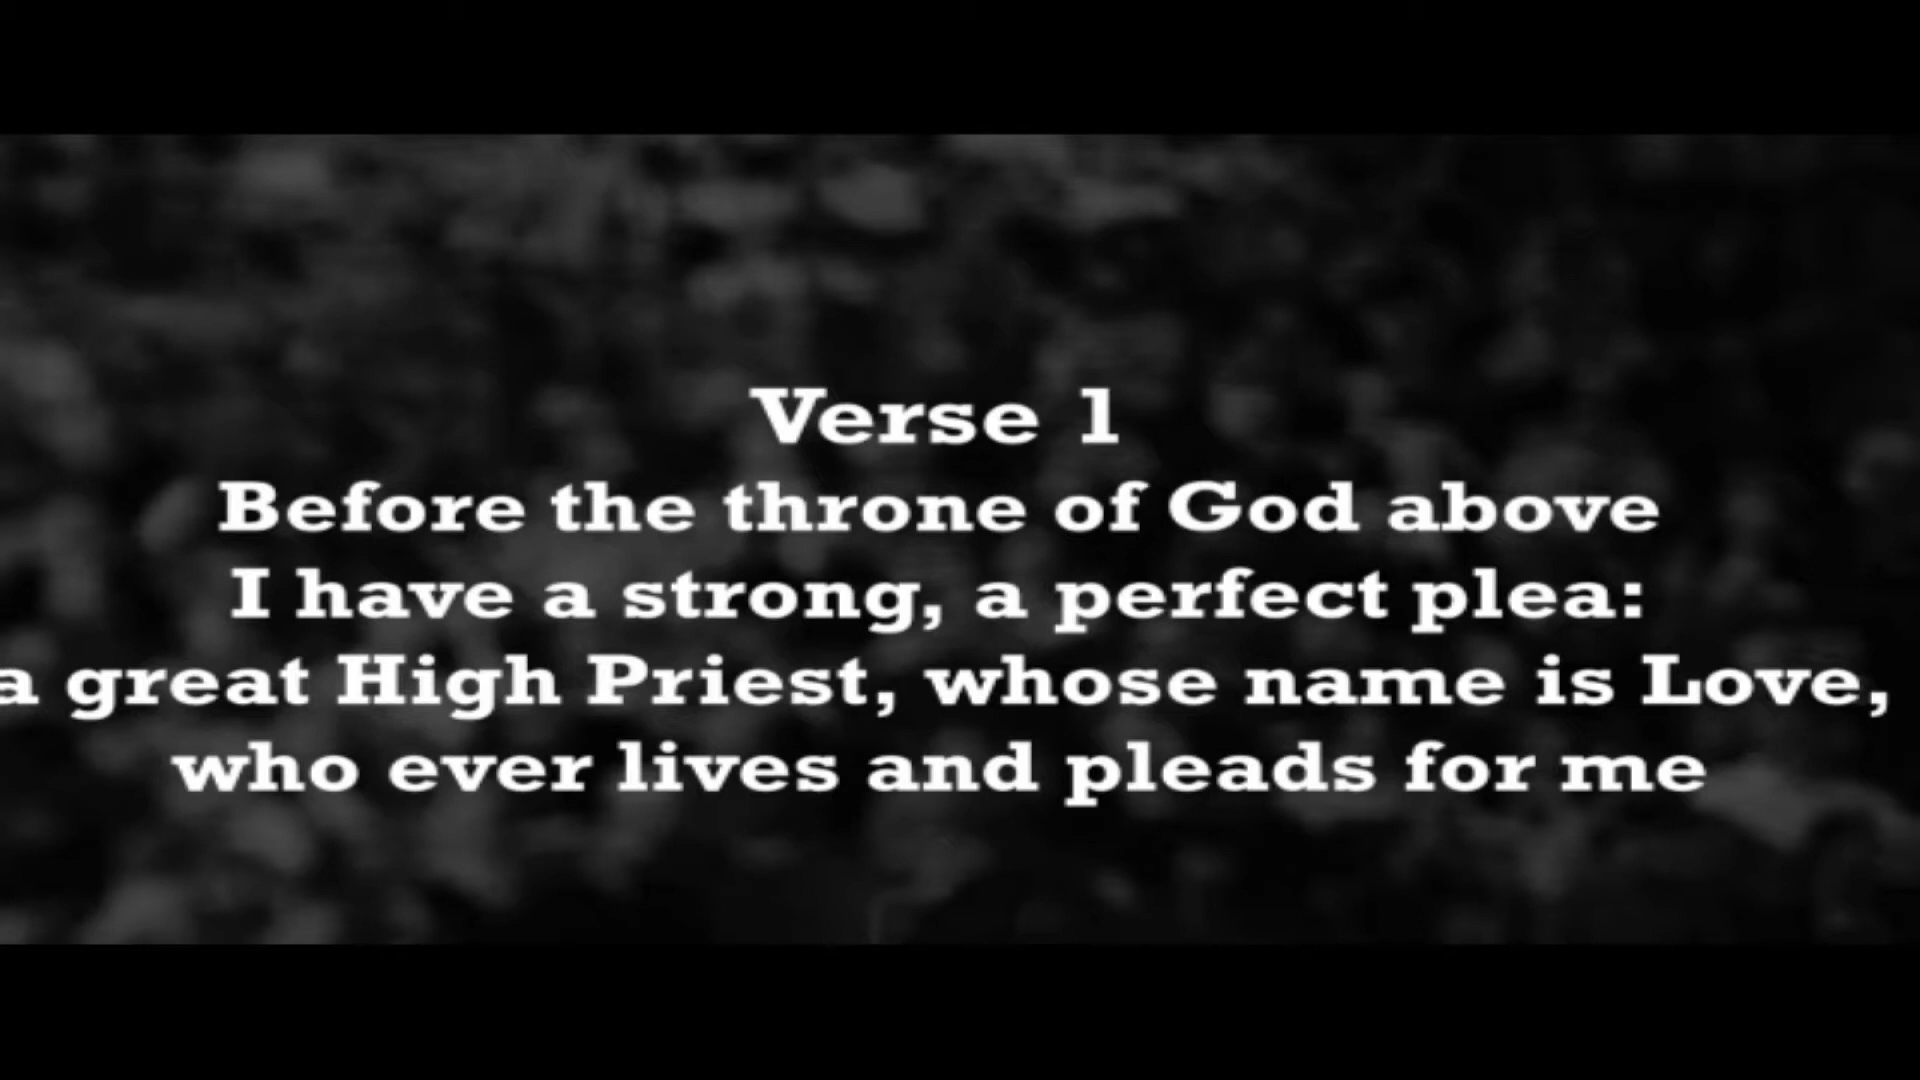 Verse 1
Before the throne of God above
I have a strong, a perfect plea:
a great High Priest, whose name is Love,
who ever lives and pleads for me